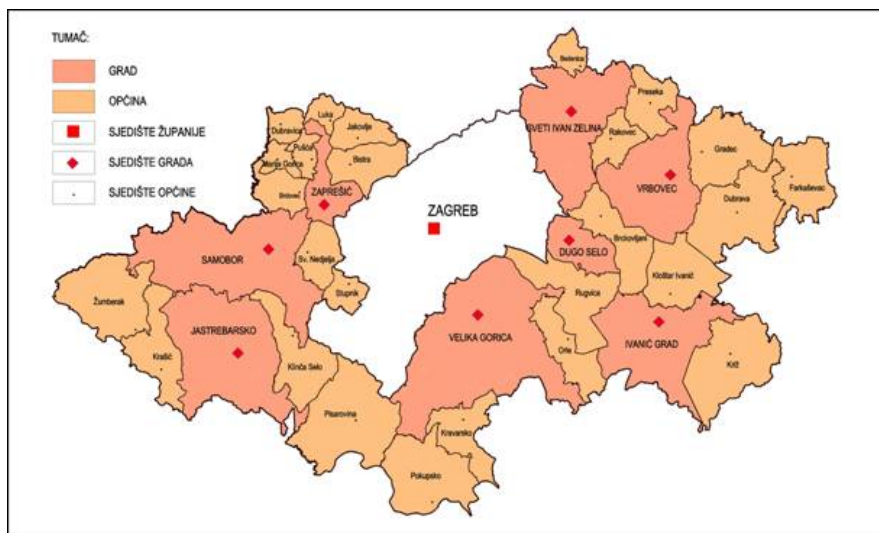 TUMAČ:
GRAD
OPĆINA
SJEDIŠTE ŽUPANIJE
SJEDIŠTE GRADA
SJEDIŠTE OPĆINE
Bedenica
Preseka
SVETI IVAN ZELINA
Rakovec
Luka
Dubravica
Jakovlje
Pušća
Marija Gorica
Bistra
Gradec
Farkaševac
VRBOVEC
Brdovec
ZAPREŠIĆ
Dubrava
ZAGREB
Brckovljani
DUGO SELO
SAMOBOR
Sv. Nedjelja
Kloštar Ivanić
Stupnik
Rugvica
Žumberak
JASTREBARSKO
VELIKA GORICA
IVANIĆ GRAD
Orle
Krašić
Klinča Selo
Križ
Pisarovina
Kravarsko
Pokupsko